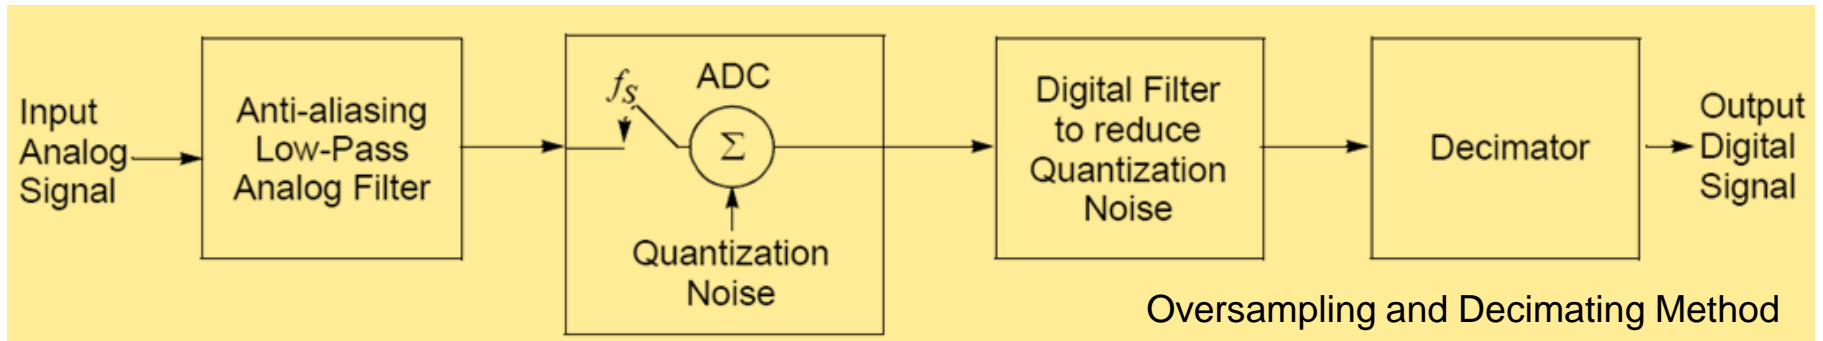 Input
Analog
Signal
Anti-aliasing
Low-Pass
Analog Filter
fS
ADC
Σ
Quantization
Noise
Digital Filter
to reduce
Quantization
Noise
Decimator
Output
Digital
Signal
Oversampling and Decimating Method